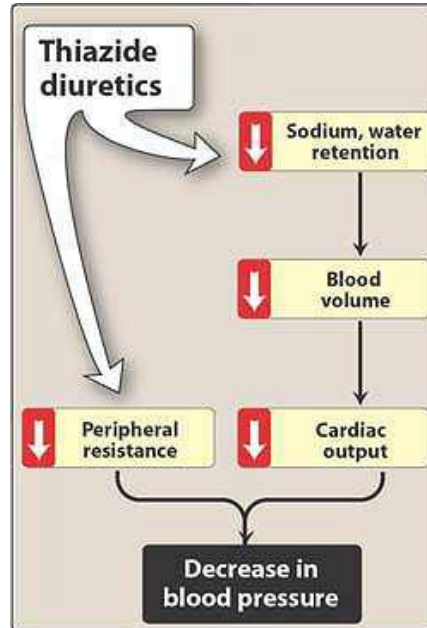 Thiazide
diuretics
Sodium, water
retention
Blood
volume
Peripheral
resistance
Cardiac
output
Decrease in
blood pressure